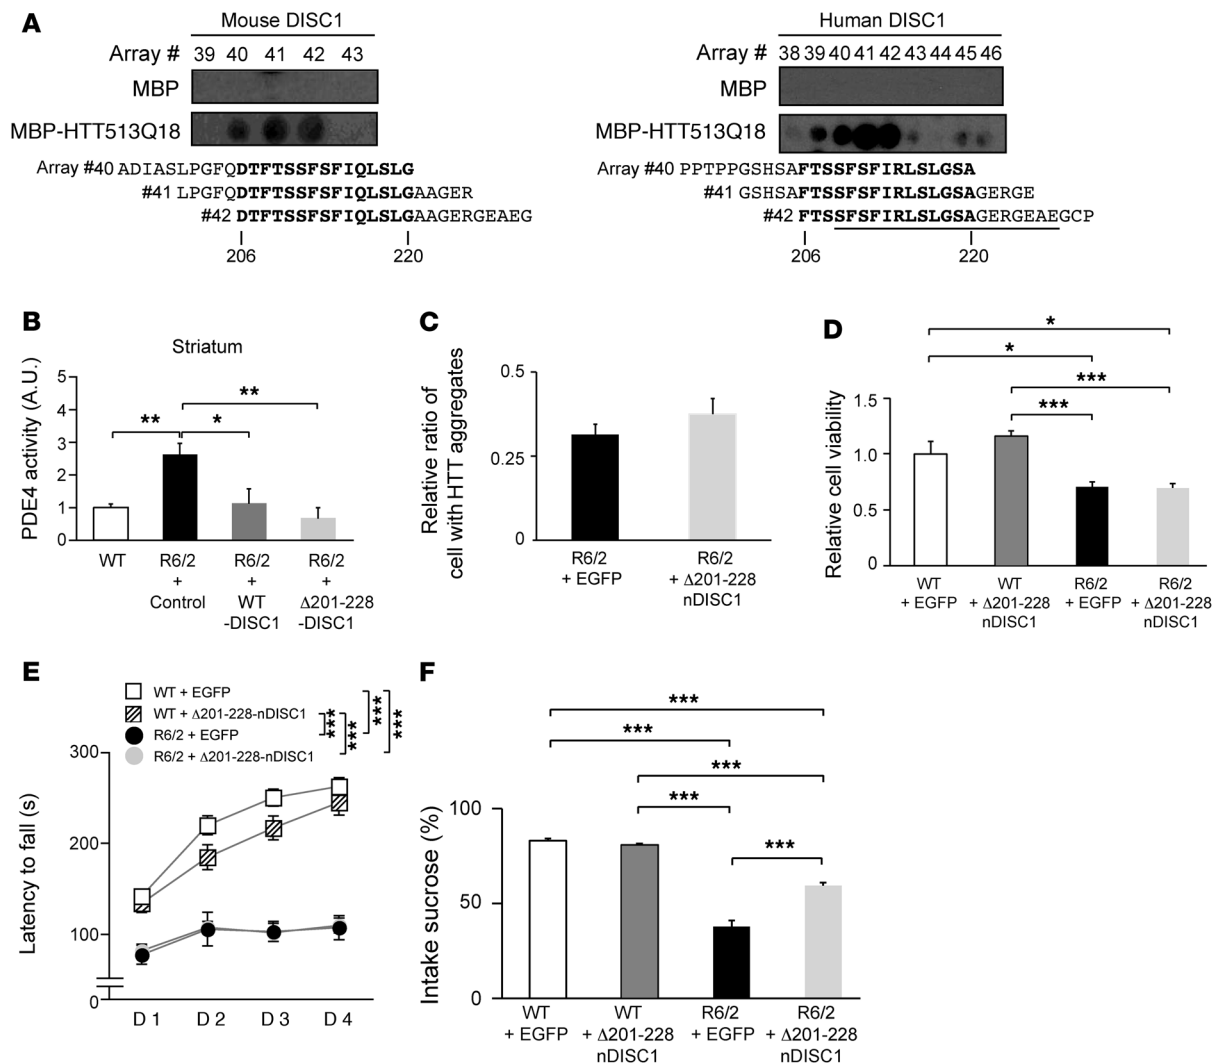 A
Mouse DISC1
Array # 39 40 41 42 43
MBP
MBP-HTT513Q18
Array #40 ADIASLPGFQDTFTSSFSFIQLSLG
#41 LPGFQDTFTSSFSFIQLSLGAAGER
#42 DTFTSSFSFIQLSLGAAGERGEAEG
206 220
Human DISC1
Array # 38 39 40 41 42 43 44 45 46
MBP
MBP-HTT513Q18
Array #40 PPTPPGSHSAFTSSFSFIRLSLGSA
#41 GSHSAFTSSFSFIRLSLGSAGERGE
#42 FTSSFSFIRLSLGSAGERGEAEGCP
206 220
B
Striatum
PDE4 activity (A.U.)
5
4
3
2
1
0
** * **
WT R6/2 R6/2 R6/2
+ + +
Control WT Δ201-228
-DISC1 -DISC1
C
Relative ratio of
cell with HTT aggregates
0.5
0.25
0
R6/2 R6/2
+ EGFP + Δ201-228
nDISC1
D
Relative cell viability
1.5
1.0
0.5
0
*
*
***
***
WT WT R6/2 R6/2
+ EGFP + Δ201-228 + EGFP + Δ201-228
nDISC1 nDISC1
E
WT + EGFP
WT + Δ201-228-nDISC1
R6/2 + EGFP
R6/2 + Δ201-228-nDISC1
*** *** *** ***
Latency to fall (s)
300
200
100
0
D 1 D 2 D 3 D 4
F
Intake sucrose (%)
100
50
0
***
***
***
***
***
WT WT R6/2 R6/2
+ EGFP + Δ201-228 + EGFP + Δ201-228
nDISC1 nDISC1